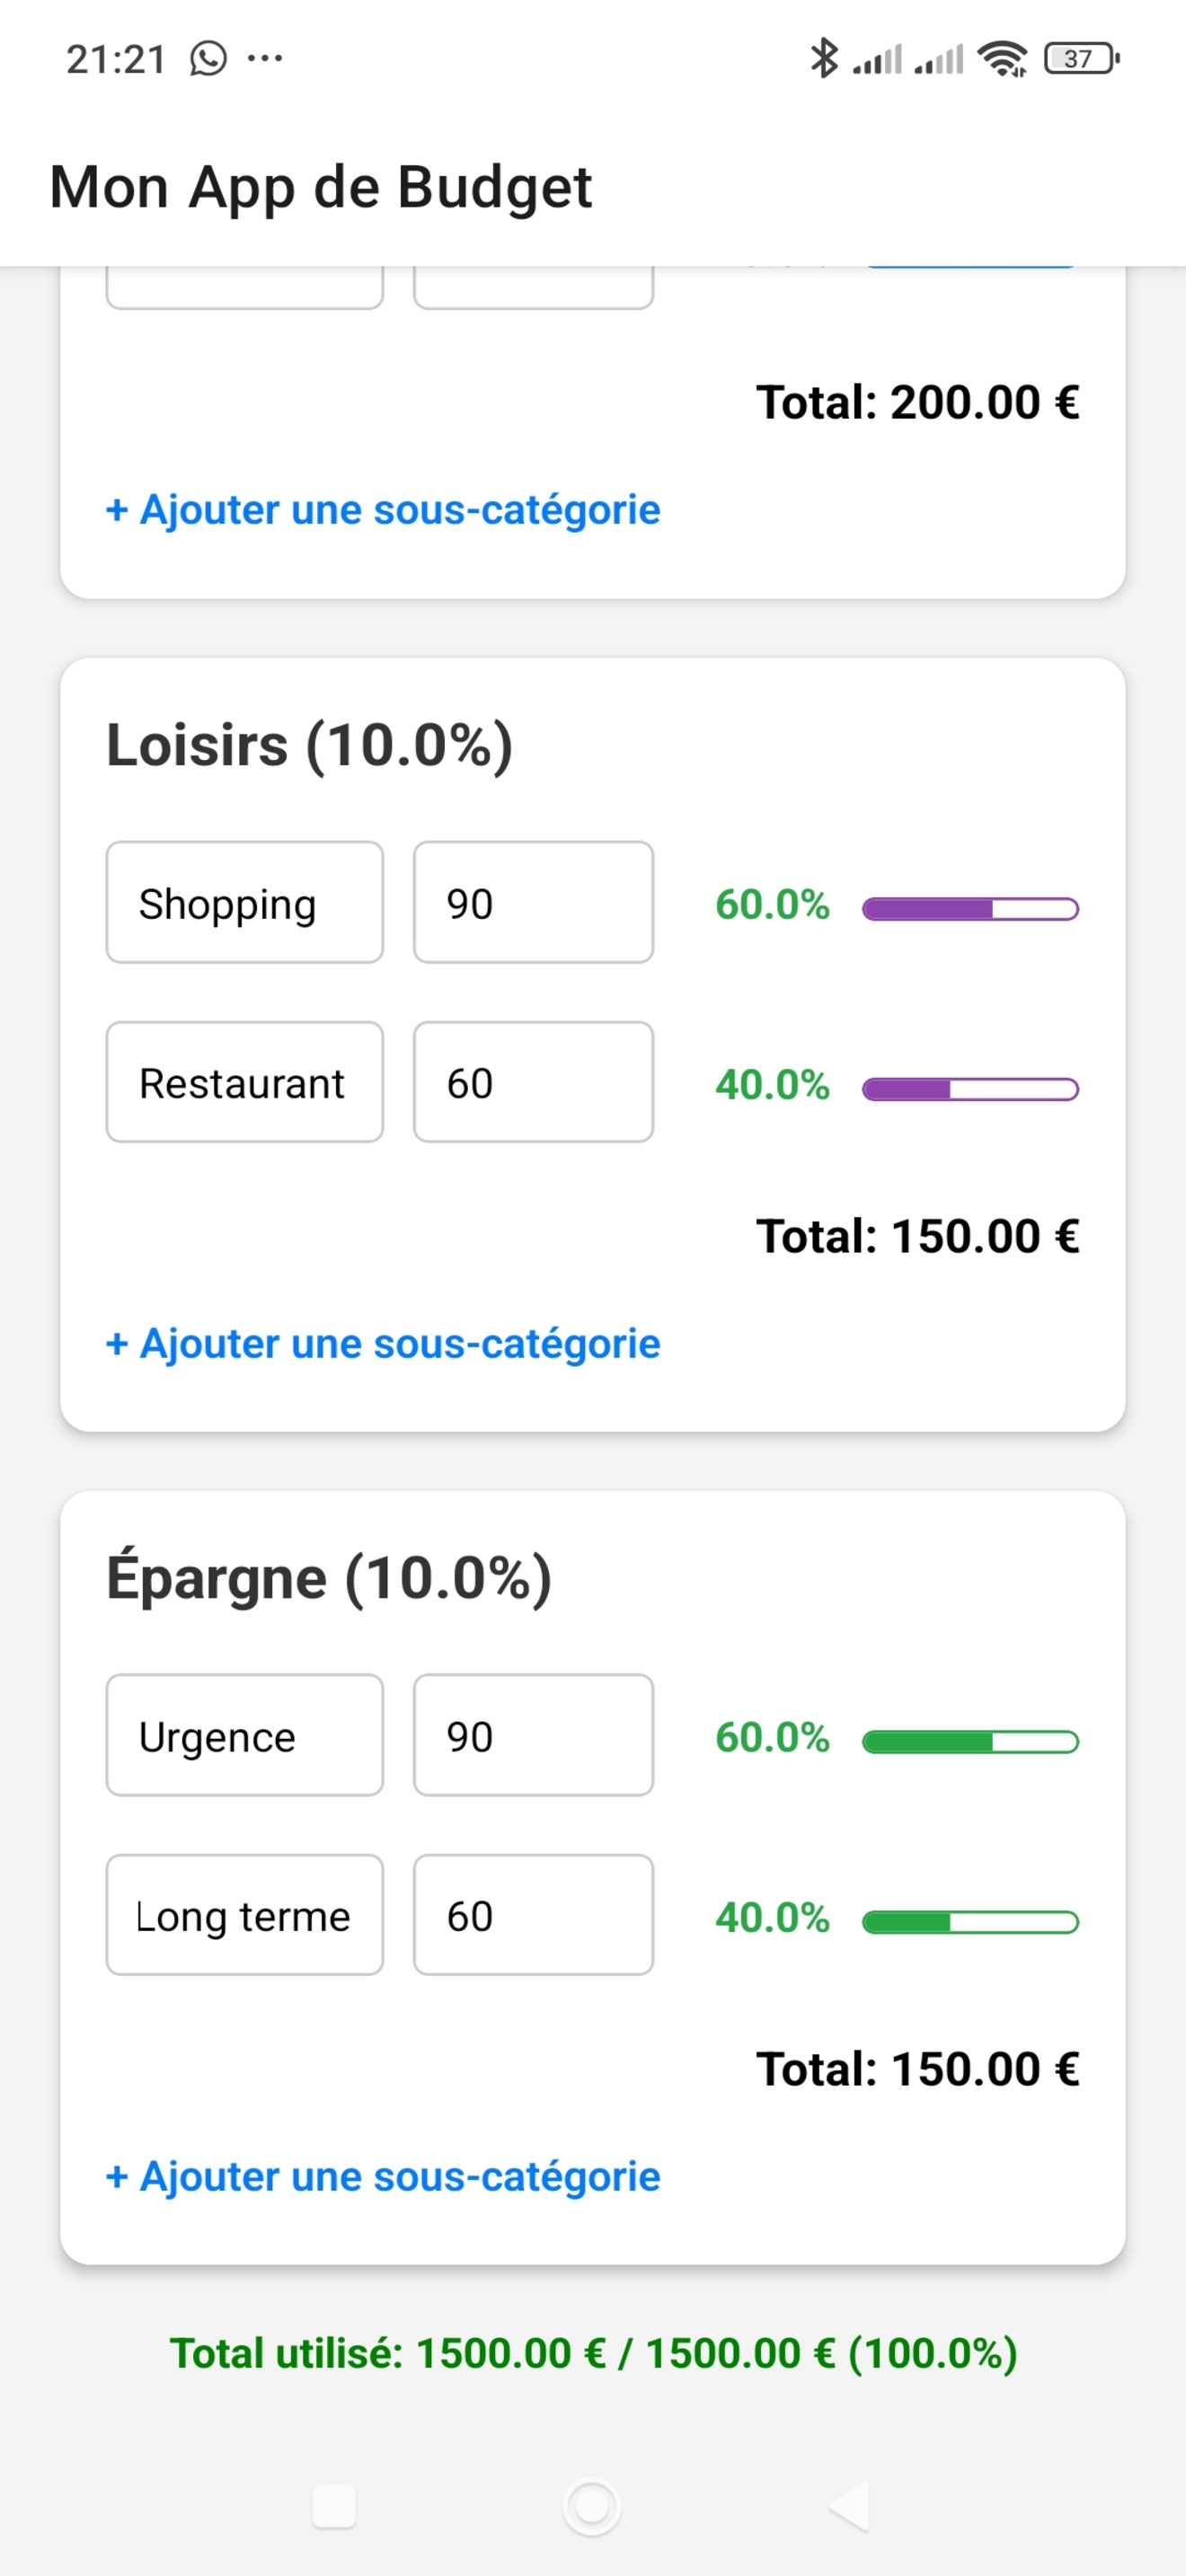 21:21
37
Mon App de Budget
Total: 200.00 €
+ Ajouter une sous-catégorie
Loisirs (10.0%)
Shopping 90 60.0%
Restaurant 60 40.0%
Total: 150.00 €
+ Ajouter une sous-catégorie
Épargne (10.0%)
Urgence 90 60.0%
Long terme 60 40.0%
Total: 150.00 €
+ Ajouter une sous-catégorie
Total utilisé: 1500.00 € / 1500.00 € (100.0%)